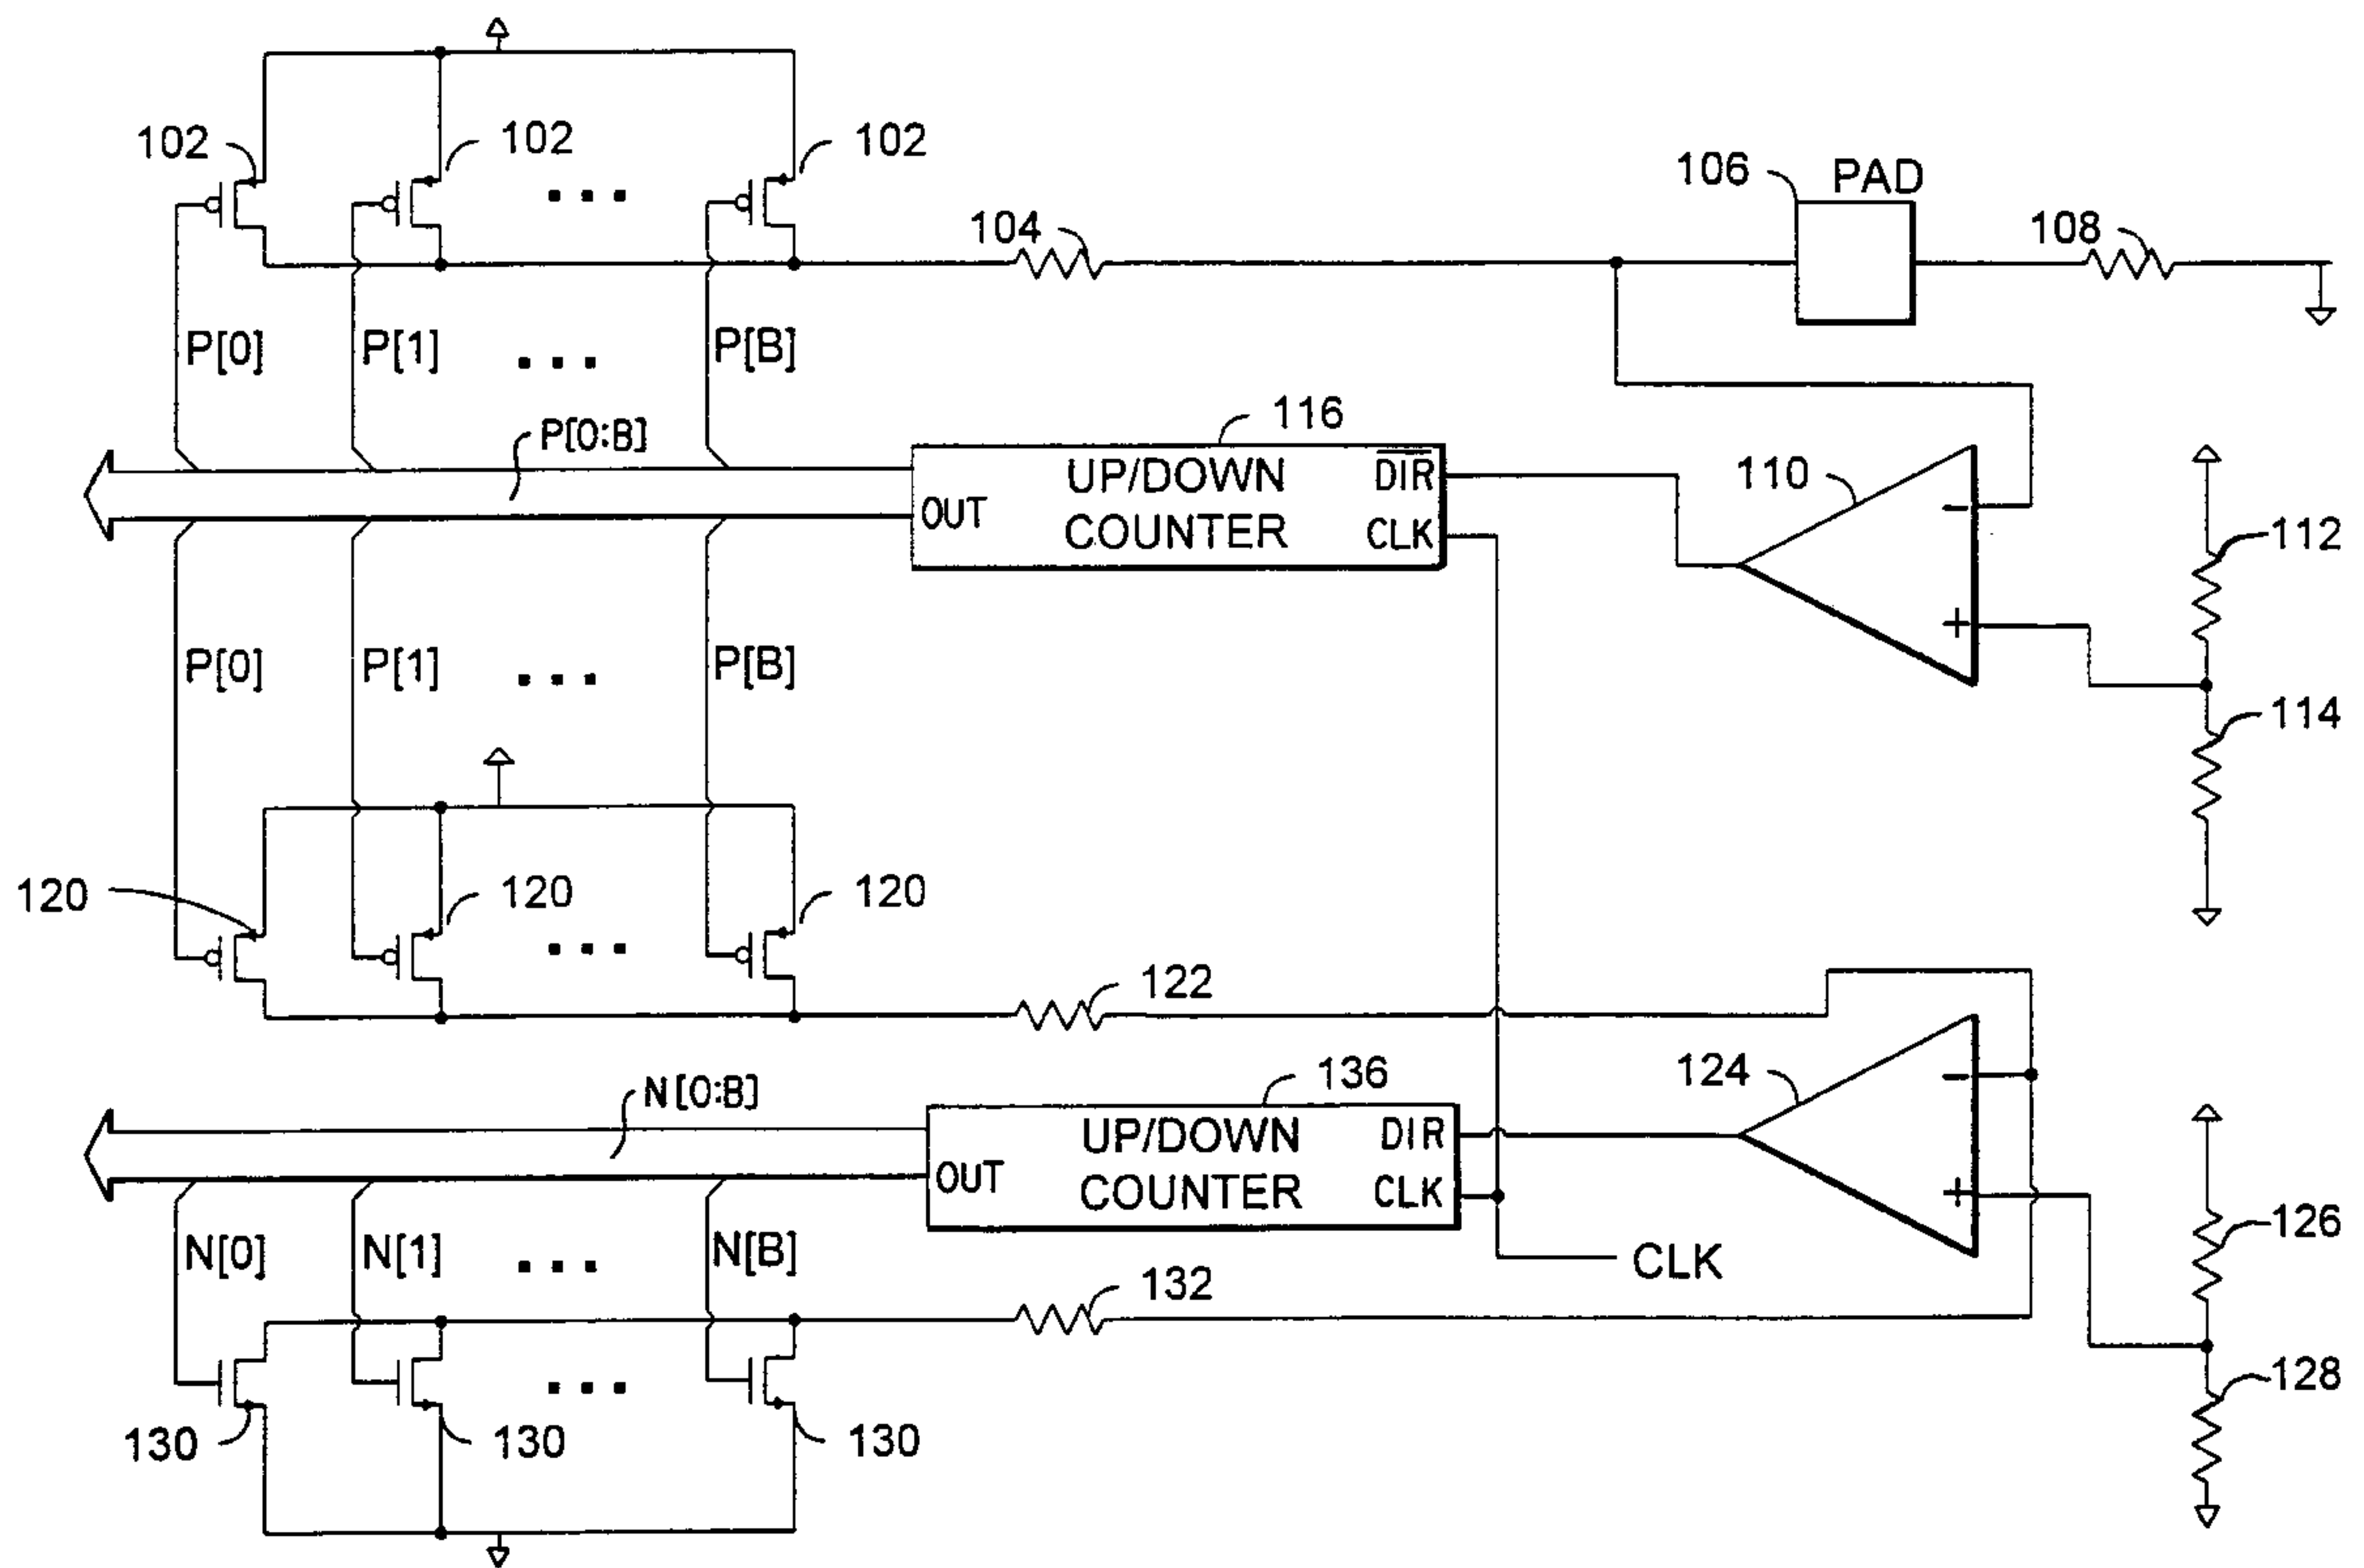 102
102
102
104
106
PAD
108
P[0]
P[1]
P[B]
P[0:B]
116
UP/DOWN
COUNTER
OUT
DIR
CLK
110
-
+
112
114
P[0]
P[1]
P[B]
120
120
120
122
124
-
+
N[0:B]
136
UP/DOWN
COUNTER
OUT
DIR
CLK
126
128
N[0]
N[1]
N[B]
CLK
132
130
130
130